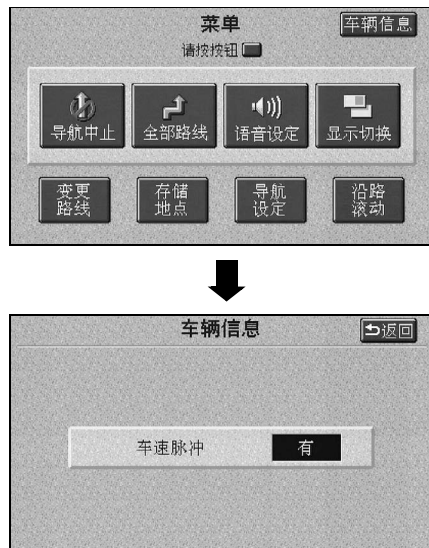 菜单 车辆信息
请按按钮
导航中止 全部路线 语音设定 显示切换
变更 存储 导航 沿路
路线 地点 设定 滚动
车辆信息 返回
车速脉冲 有